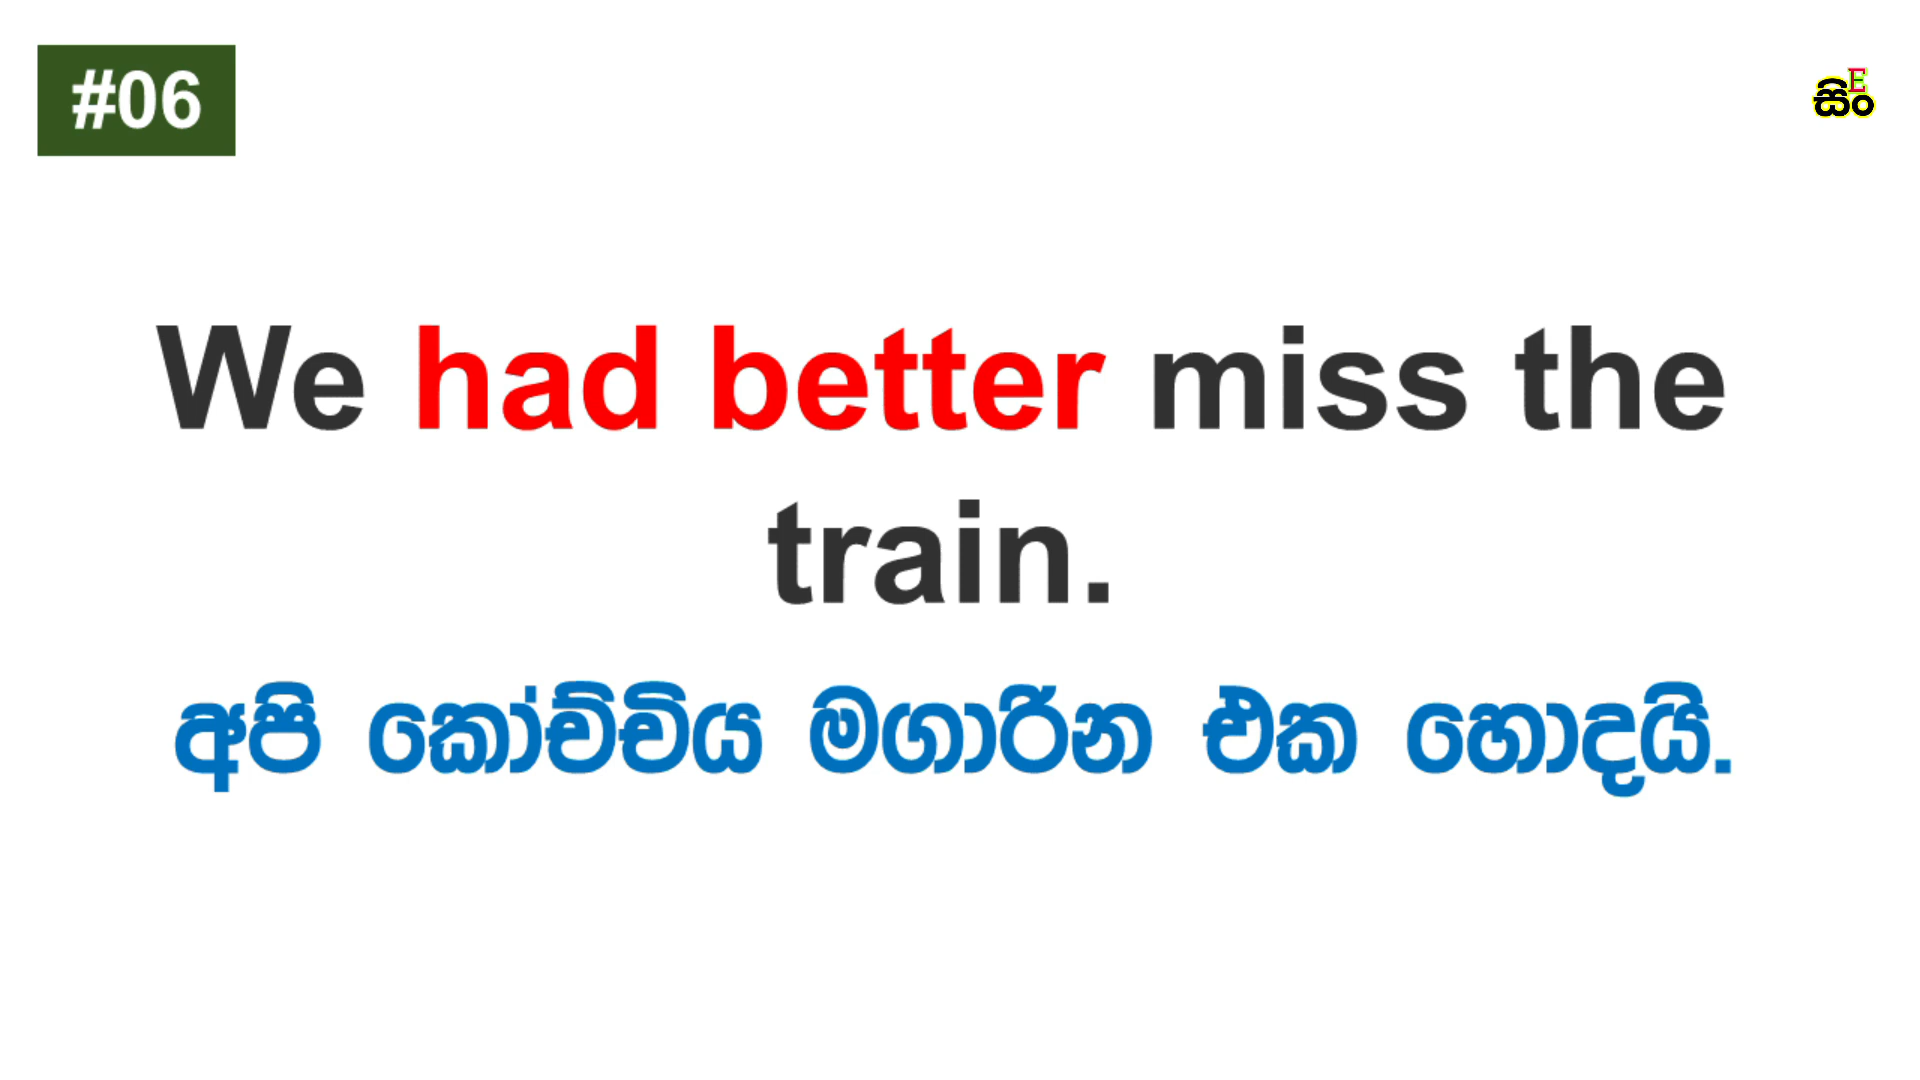 #06
සිං
E
We had better miss the
train.
අපි කෝච්චිය මගාරින එක හොදයි.